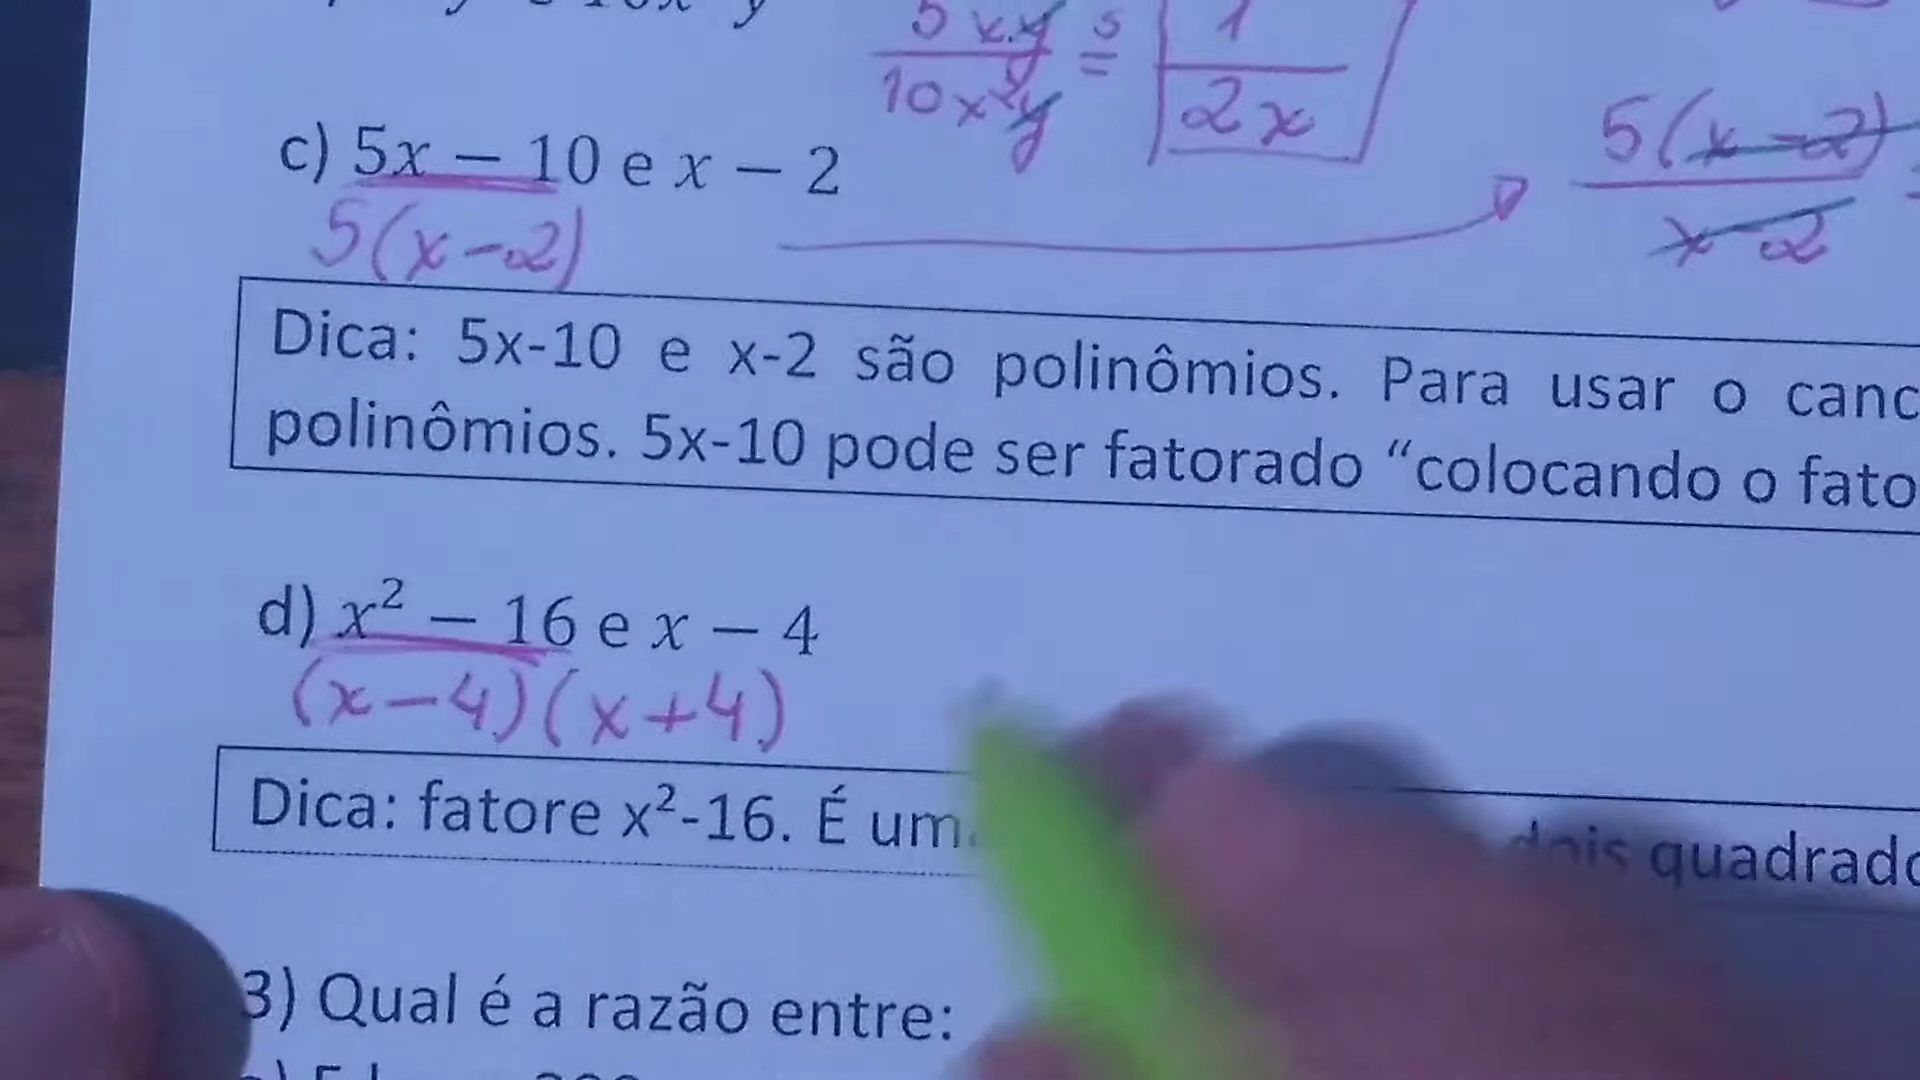 5 x.y = 1
10x²y 2x
c) 5x − 10 e x − 2
5(x-2)
5(x-2)
x-2
Dica: 5x-10 e x-2 são polinômios. Para usar o canc
polinômios. 5x-10 pode ser fatorado “colocando o fato
d) x² − 16 e x − 4
(x-4)(x+4)
Dica: fatore x²-16. É um dois quadrado
3) Qual é a razão entre: